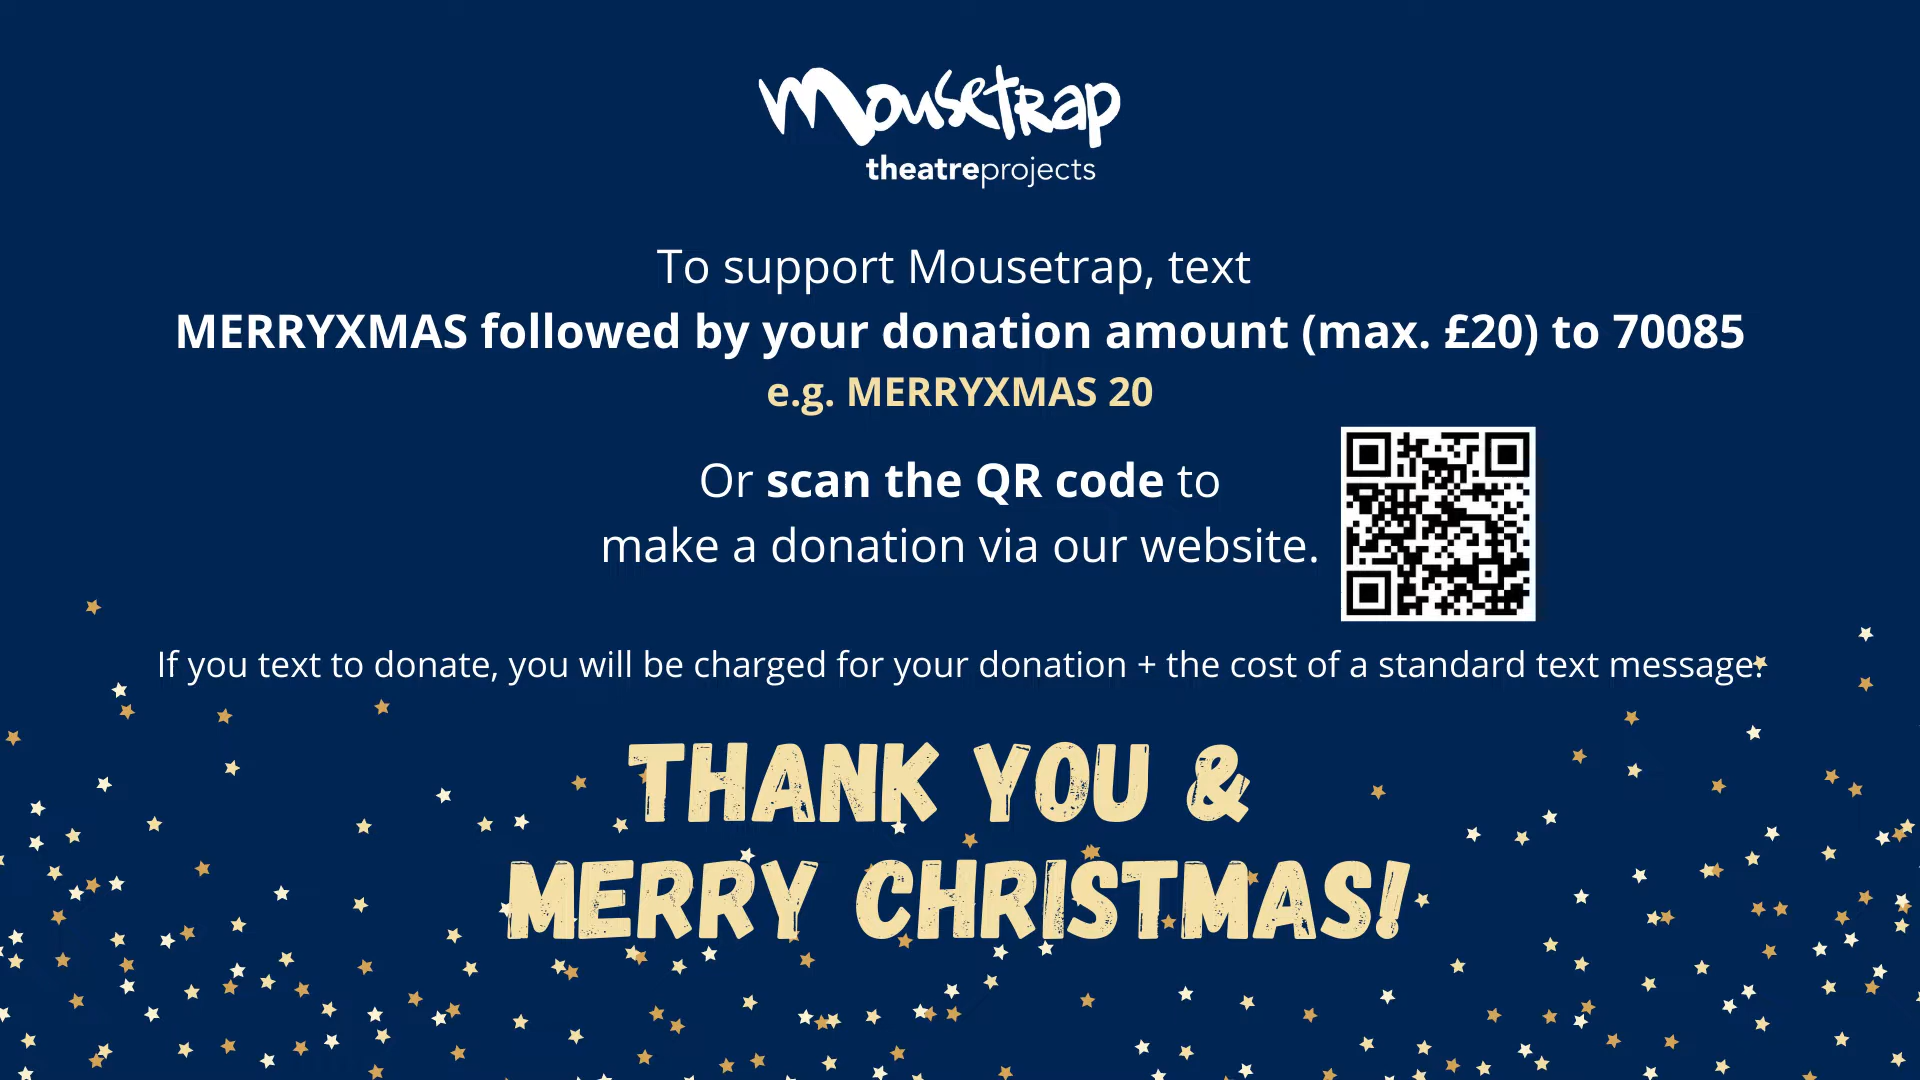 Mousetrap
theatreprojects
To support Mousetrap, text
MERRYXMAS followed by your donation amount (max. £20) to 70085
e.g. MERRYXMAS 20
Or scan the QR code to
make a donation via our website.
If you text to donate, you will be charged for your donation + the cost of a standard text message.
THANK YOU &
MERRY CHRISTMAS!